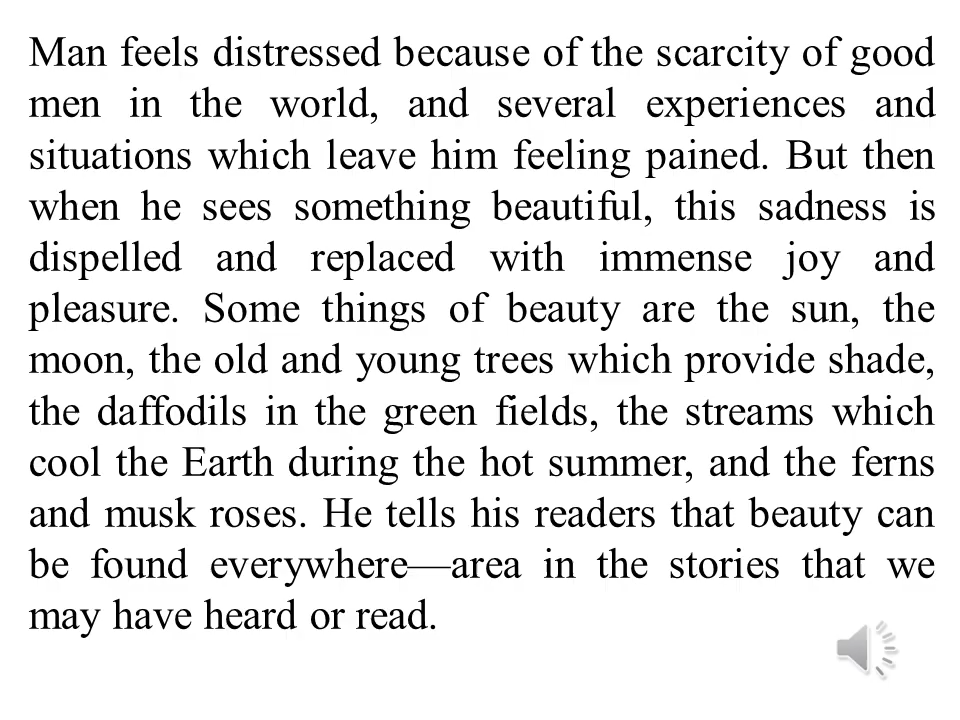 Man feels distressed because of the scarcity of good
men in the world, and several experiences and
situations which leave him feeling pained. But then
when he sees something beautiful, this sadness is
dispelled and replaced with immense joy and
pleasure. Some things of beauty are the sun, the
moon, the old and young trees which provide shade,
the daffodils in the green fields, the streams which
cool the Earth during the hot summer, and the ferns
and musk roses. He tells his readers that beauty can
be found everywhere—area in the stories that we
may have heard or read.